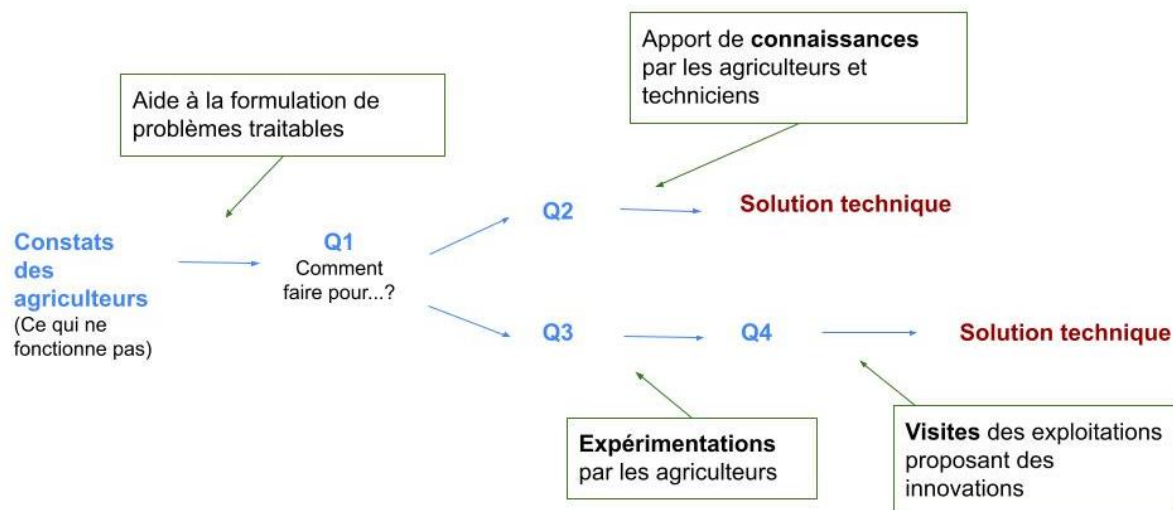 Apport de connaissances
par les agriculteurs et
techniciens
Aide à la formulation de
problèmes traitables
Q2
Solution technique
Constats
des
agriculteurs
(Ce qui ne
fonctionne pas)
Q1
Comment
faire pour...?
Q3
Q4
Solution technique
Expérimentations
par les agriculteurs
Visites des exploitations
proposant des
innovations